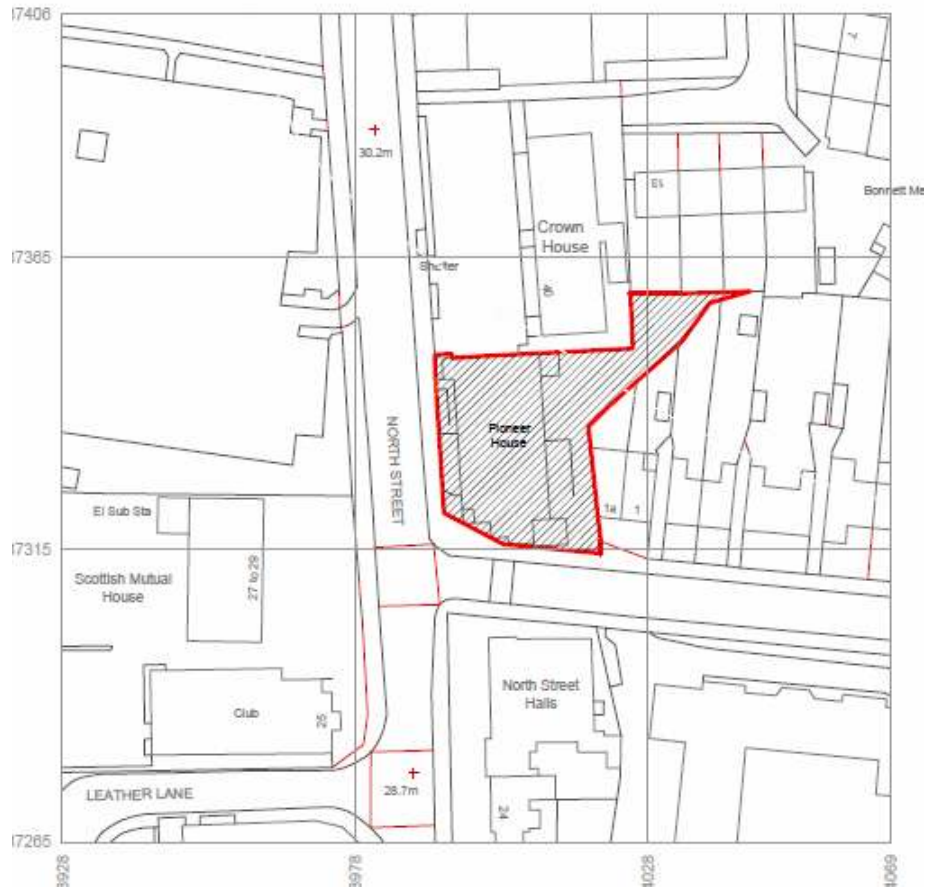 17406
30.2m
7
Bonnett Me
13
Crown
House
17365
Shelter
40
Pioneer
House
NORTH STREET
1a
1
El Sub Sta
17315
Scottish Mutual
House
27 to 29
North Street
Halls
Club
25
28.7m
LEATHER LANE
24
17265
3928
3978
4028
4069